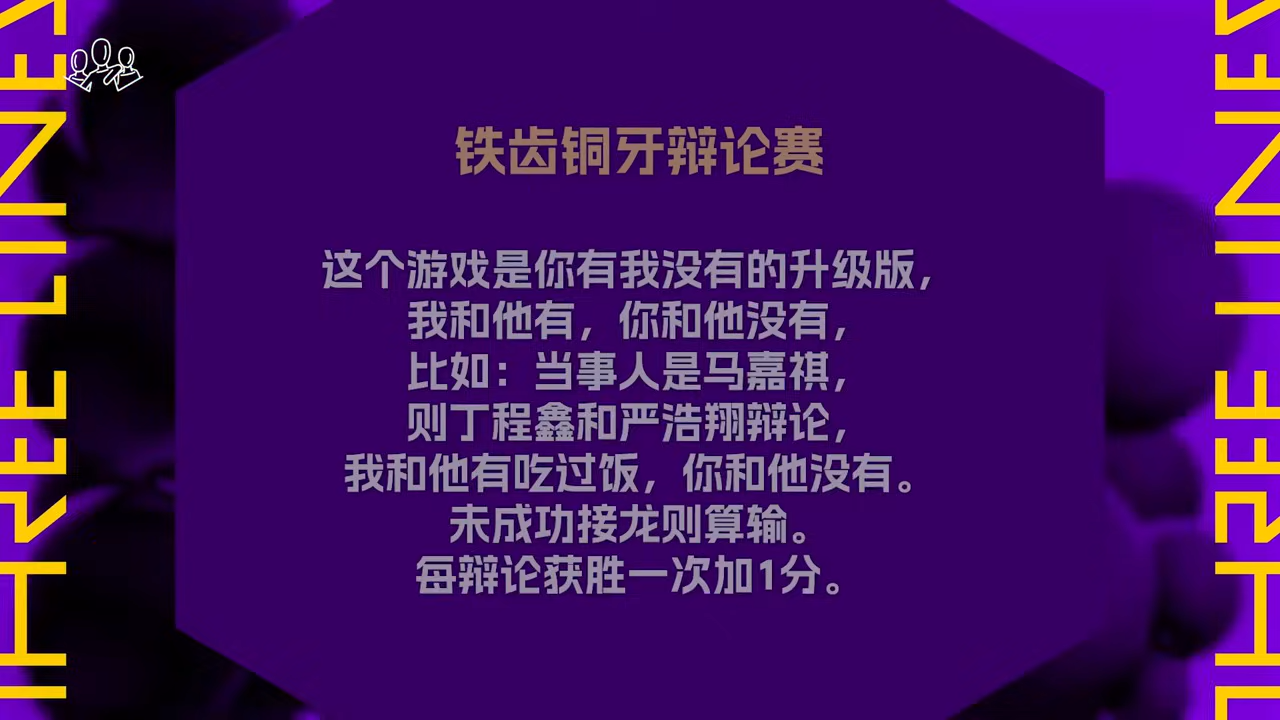 铁齿铜牙辩论赛
这个游戏是你有我没有的升级版，
我和他有，你和他没有，
比如：当事人是马嘉祺，
则丁程鑫和严浩翔辩论，
我和他有吃过饭，你和他没有。
未成功接龙则算输。
每辩论获胜一次加1分。
THREE LINE
THREE LINE